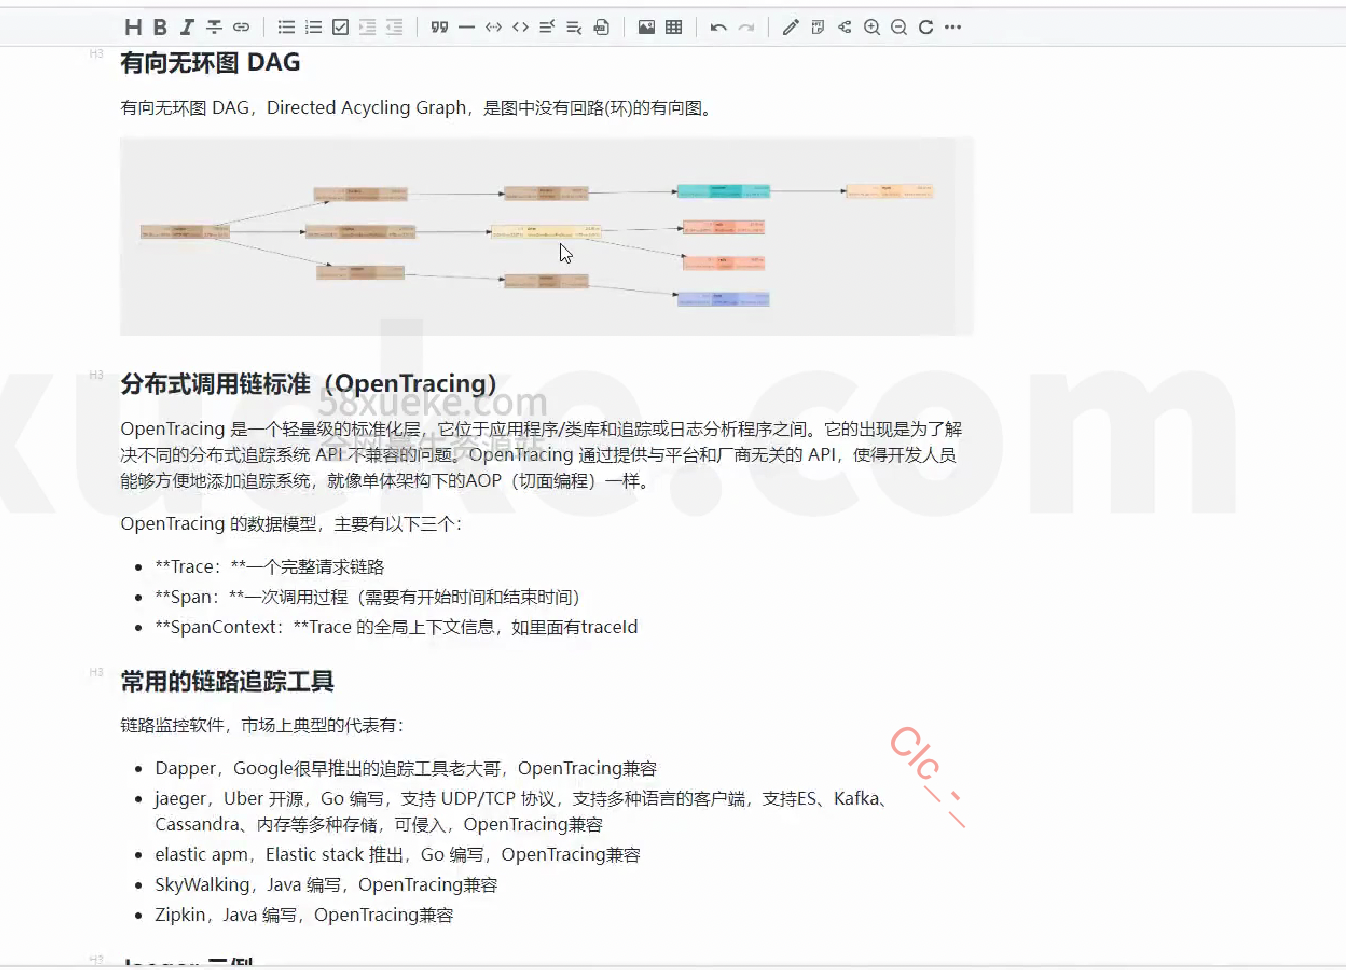 H3
有向无环图 DAG
有向无环图 DAG，Directed Acycling Graph，是图中没有回路(环)的有向图。
H3
分布式调用链标准（OpenTracing）
58xueke.com
OpenTracing 是一个轻量级的标准化层，它位于应用程序/类库和追踪或日志分析程序之间。它的出现是为了解
决不同的分布式追踪系统 API 不兼容的问题。OpenTracing 通过提供与平台和厂商无关的 API，使得开发人员
能够方便地添加追踪系统，就像单体架构下的AOP（切面编程）一样。
xueke.com
OpenTracing 的数据模型，主要有以下三个：
• **Trace：**一个完整请求链路
• **Span：**一次调用过程（需要有开始时间和结束时间）
• **SpanContext：**Trace 的全局上下文信息，如里面有traceId
H3
常用的链路追踪工具
链路监控软件，市场上典型的代表有：
• Dapper，Google很早推出的追踪工具老大哥，OpenTracing兼容
• jaeger，Uber 开源，Go 编写，支持 UDP/TCP 协议，支持多种语言的客户端，支持ES、Kafka、
Cassandra、内存等多种存储，可侵入，OpenTracing兼容
• elastic apm，Elastic stack 推出，Go 编写，OpenTracing兼容
• SkyWalking，Java 编写，OpenTracing兼容
• Zipkin，Java 编写，OpenTracing兼容
H3